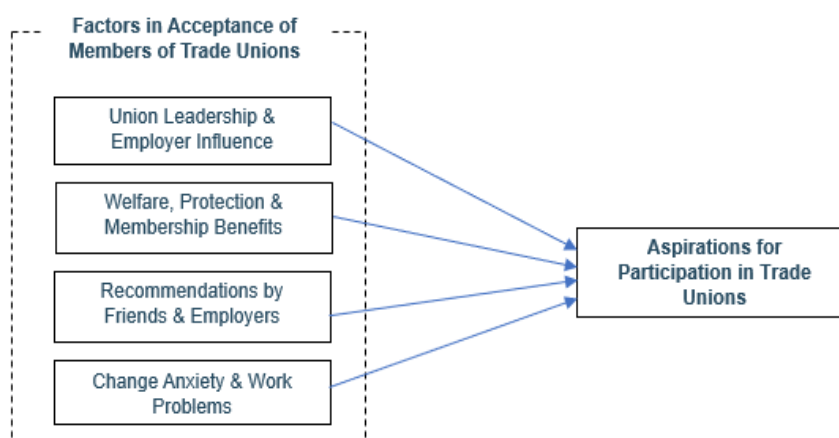 Factors in Acceptance of
Members of Trade Unions
Union Leadership &
Employer Influence
Welfare, Protection &
Membership Benefits
Recommendations by
Friends & Employers
Change Anxiety & Work
Problems
Aspirations for
Participation in Trade
Unions